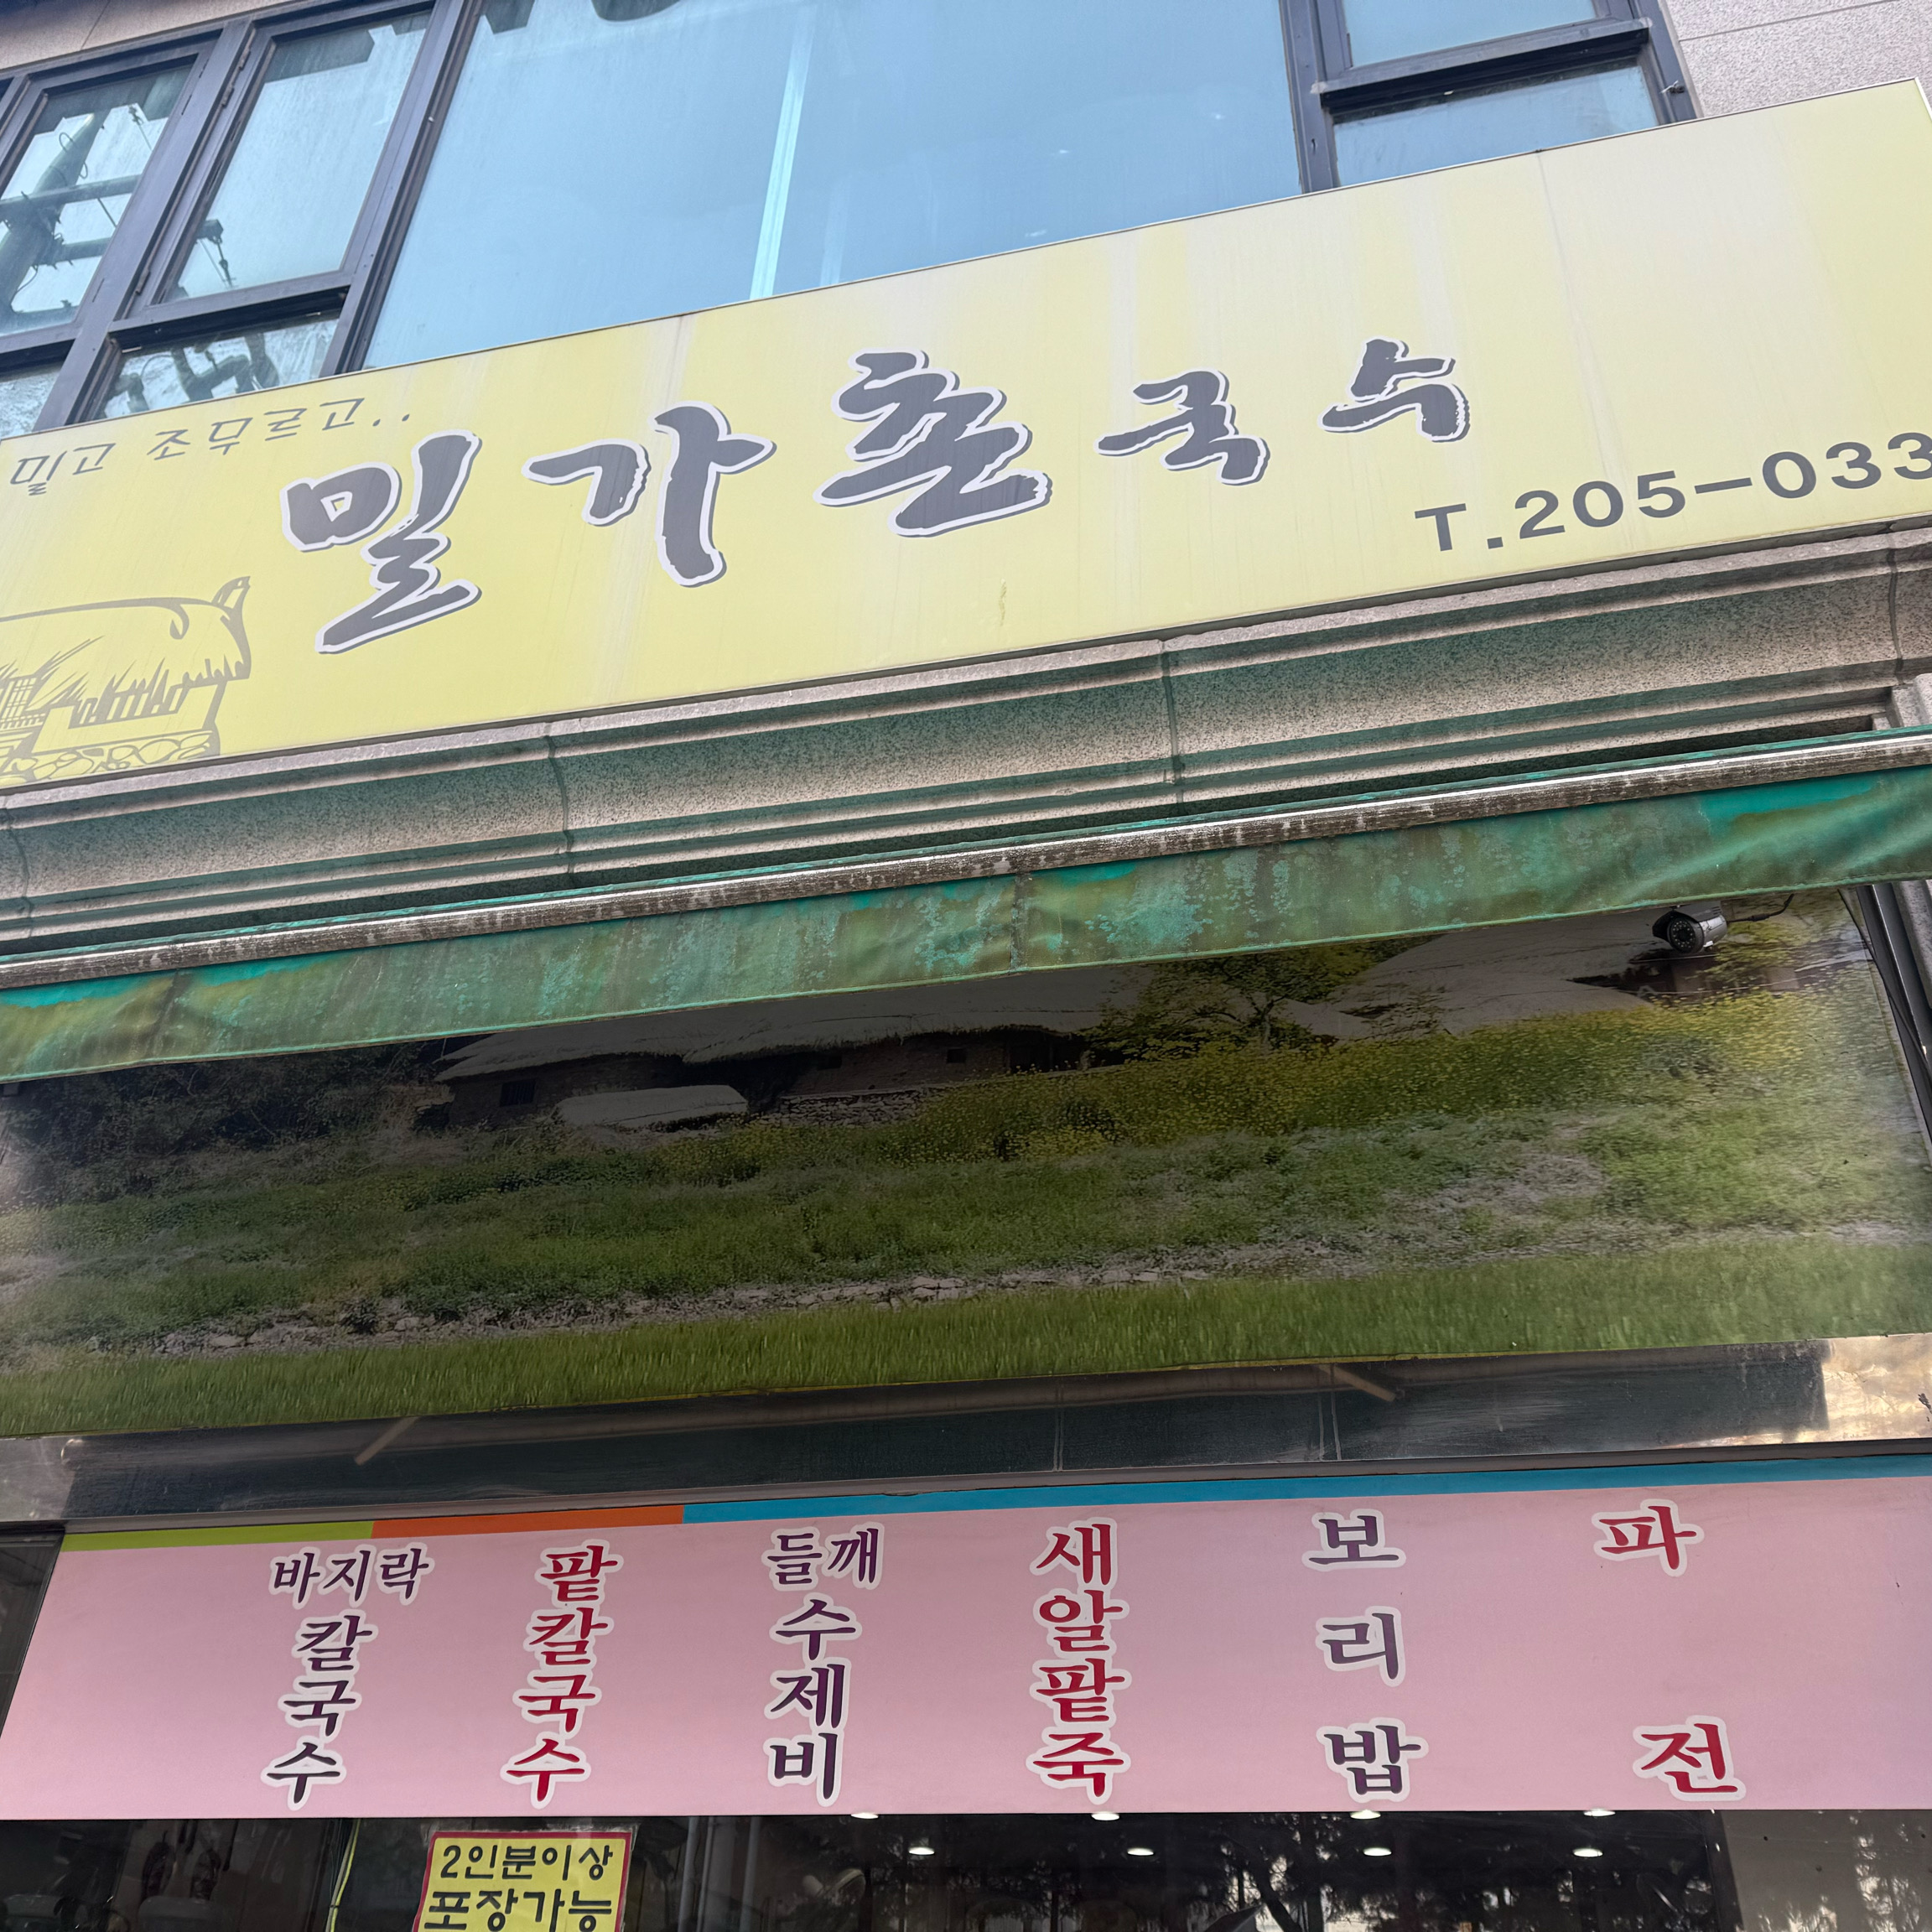 밀고 조무르고..
밀가촌국수
T.205-033
바지락 칼국수
팥칼국수
들깨 수제비
새알팥죽
보리밥
파전
2인분이상
포장가능